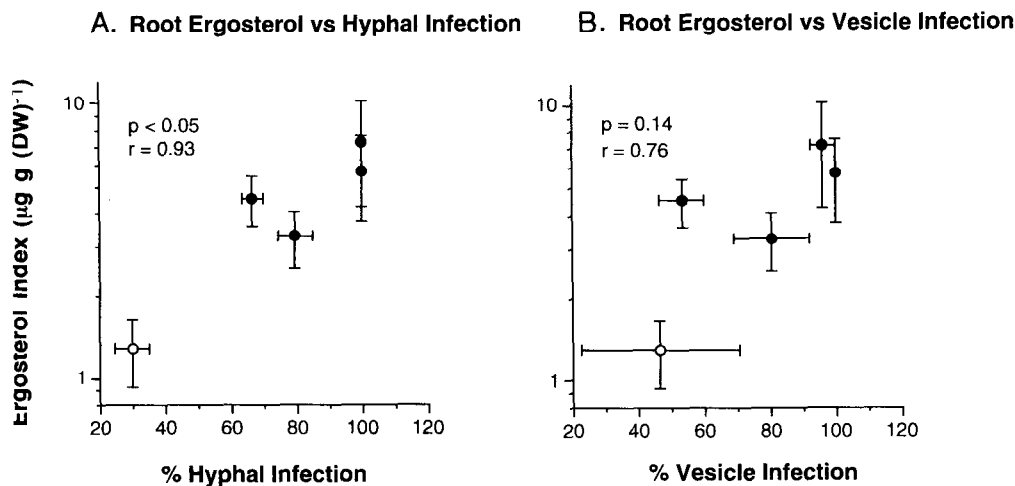 A. Root Ergosterol vs Hyphal Infection
B. Root Ergosterol vs Vesicle Infection
Ergosterol Index (µg g (DW)⁻¹)
10
p < 0.05
r = 0.93
1
20 40 60 80 100 120
% Hyphal Infection
10
p = 0.14
r = 0.76
1
20 40 60 80 100 120
% Vesicle Infection